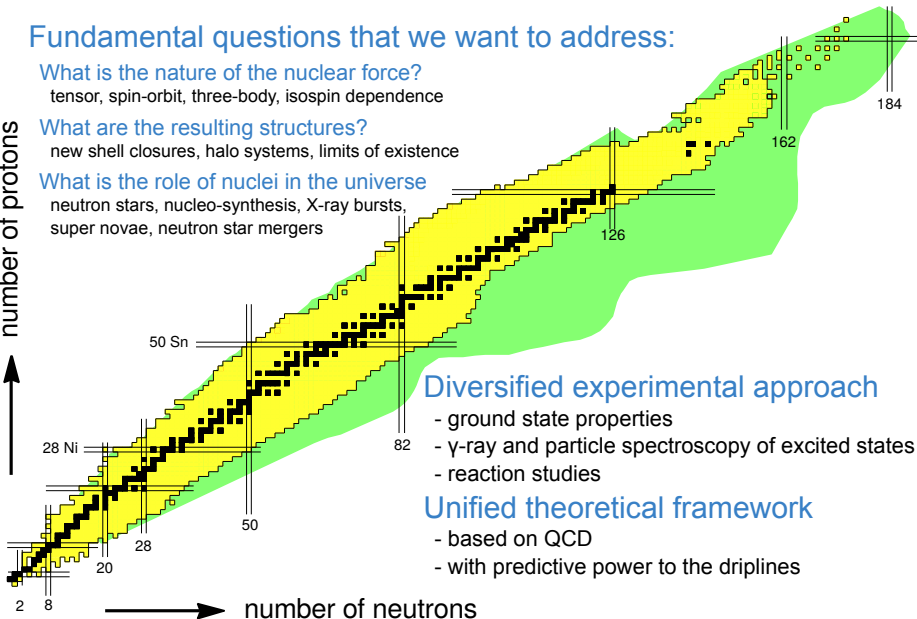 Fundamental questions that we want to address:
What is the nature of the nuclear force?
tensor, spin-orbit, three-body, isospin dependence
What are the resulting structures?
new shell closures, halo systems, limits of existence
What is the role of nuclei in the universe
neutron stars, nucleo-synthesis, X-ray bursts,
super novae, neutron star mergers
number of protons
184
162
126
50 Sn
82
28 Ni
50
28
20
8
2
number of neutrons
Diversified experimental approach
- ground state properties
- γ-ray and particle spectroscopy of excited states
- reaction studies
Unified theoretical framework
- based on QCD
- with predictive power to the driplines